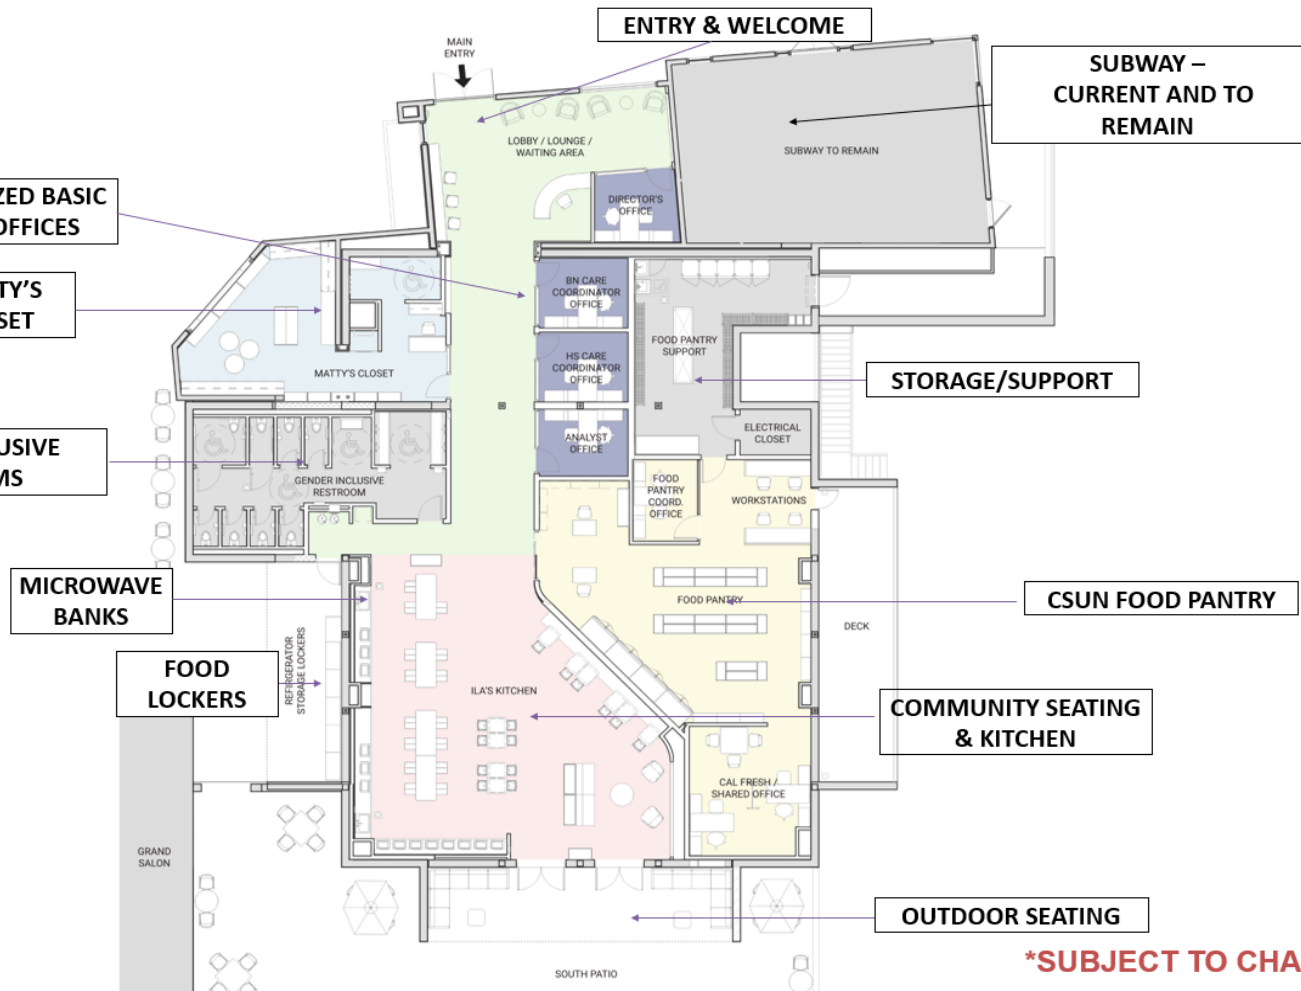 ENTRY & WELCOME
MAIN
ENTRY
SUBWAY –
CURRENT AND TO
REMAIN
LOBBY / LOUNGE /
WAITING AREA
SUBWAY TO REMAIN
ZED BASIC
OFFICES
DIRECTOR'S
OFFICE
TY'S
SET
BN CARE
COORDINATOR
OFFICE
FOOD PANTRY
SUPPORT
HS CARE
COORDINATOR
OFFICE
MATTY'S CLOSET
STORAGE/SUPPORT
ANALYST
OFFICE
ELECTRICAL
CLOSET
USIVE
MS
GENDER INCLUSIVE
RESTROOM
FOOD
PANTRY
COORD.
OFFICE
WORKSTATIONS
MICROWAVE
BANKS
FOOD PANTRY
CSUN FOOD PANTRY
DECK
FOOD
LOCKERS
REFRIGERATOR
STORAGE LOCKERS
ILA'S KITCHEN
COMMUNITY SEATING
& KITCHEN
CAL FRESH /
SHARED OFFICE
GRAND
SALON
OUTDOOR SEATING
SOUTH PATIO
*SUBJECT TO CHA